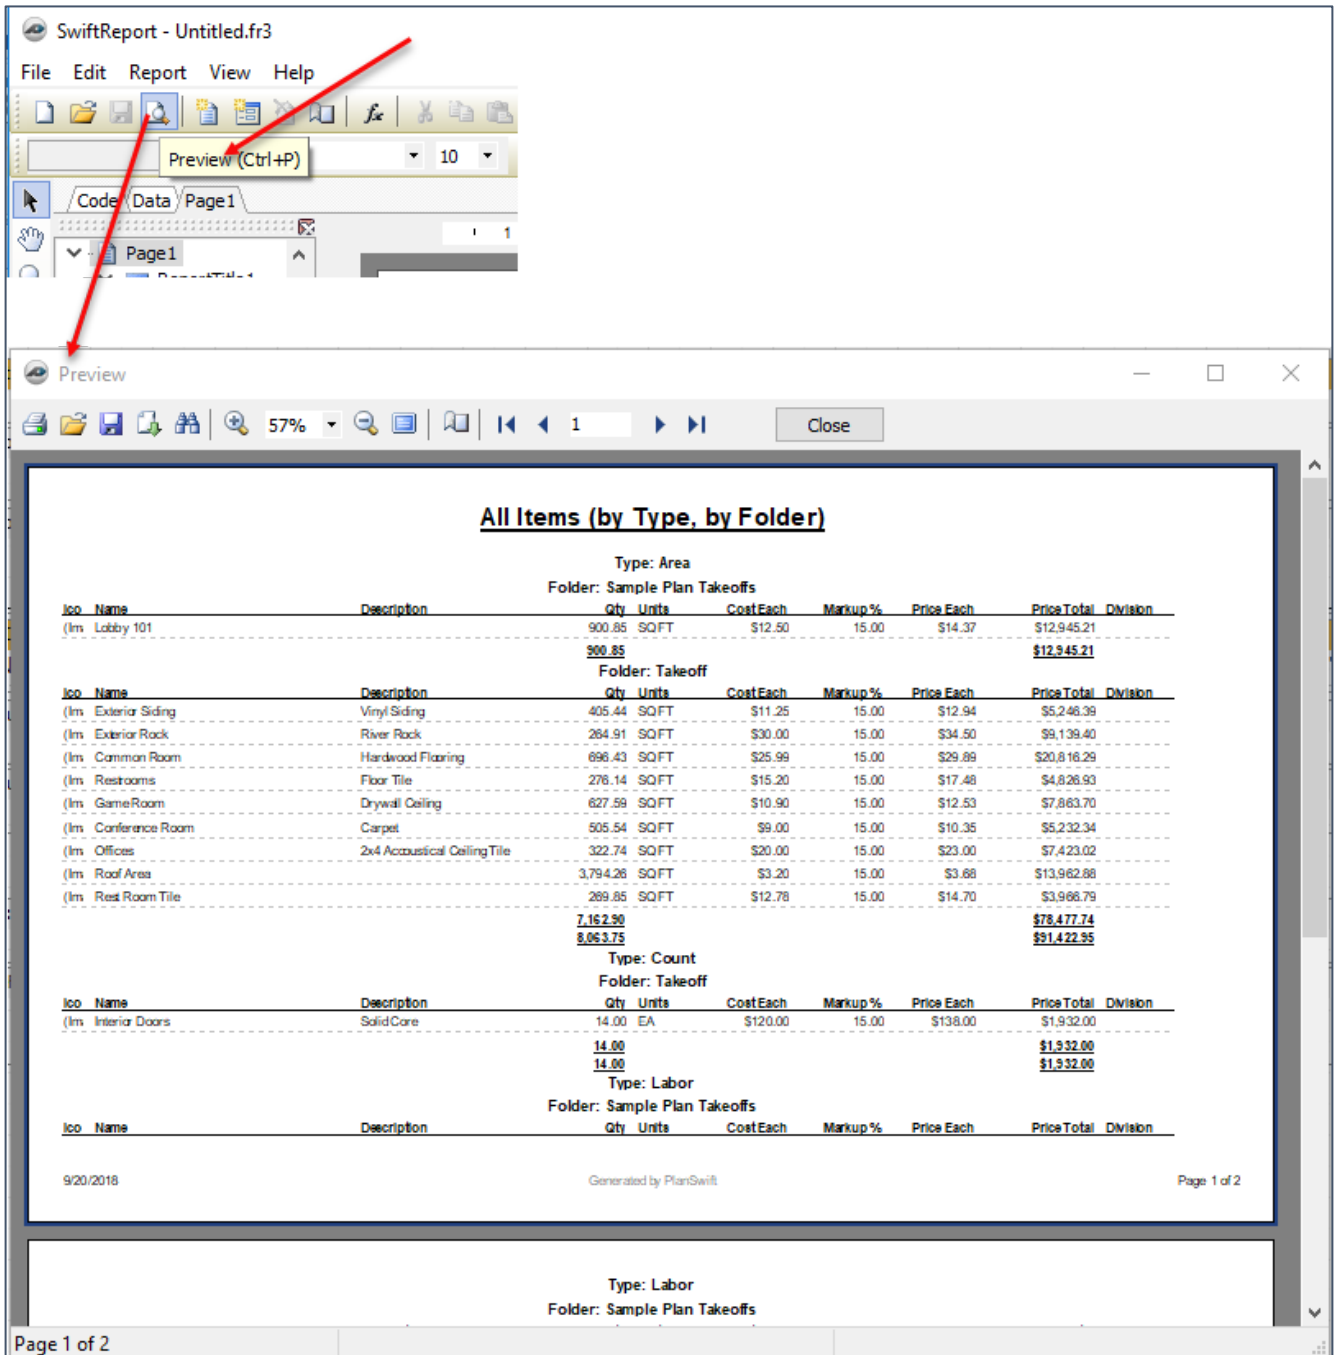 SwiftReport - Untitled.fr3
File Edit Report View Help
Preview (Ctrl+P) 10
Code Data Page1
1
Page1
ReportTitle1
Preview
57% 1 Close
All Items (by Type, by Folder)
Type: Area
Folder: Sample Plan Takeoffs
Ico Name Description Qty Units Cost Each Markup % Price Each Price Total Division
(Im Lobby 101 900.85 SQFT $12.50 15.00 $14.37 $12,945.21
900.85 $12,945.21
Folder: Takeoff
Ico Name Description Qty Units Cost Each Markup % Price Each Price Total Division
(Im Exterior Siding Vinyl Siding 405.44 SQFT $11.25 15.00 $12.94 $5,246.39
(Im Exterior Rock River Rock 264.91 SQFT $30.00 15.00 $34.50 $9,139.40
(Im Common Room Hardwood Flooring 696.43 SQFT $25.99 15.00 $29.89 $20,816.29
(Im Restrooms Floor Tile 276.14 SQFT $15.20 15.00 $17.48 $4,826.93
(Im Game Room Drywall Ceiling 627.59 SQFT $10.90 15.00 $12.53 $7,863.70
(Im Conference Room Carpet 505.54 SQFT $9.00 15.00 $10.35 $5,232.34
(Im Offices 2x4 Accoustical Ceiling Tile 322.74 SQFT $20.00 15.00 $23.00 $7,423.02
(Im Roof Area 3,794.26 SQFT $3.20 15.00 $3.68 $13,962.88
(Im Rest Room Tile 269.85 SQFT $12.78 15.00 $14.70 $3,966.79
7,162.90 $78,477.74
8,063.75 $91,422.95
Type: Count
Folder: Takeoff
Ico Name Description Qty Units Cost Each Markup % Price Each Price Total Division
(Im Interior Doors Solid Core 14.00 EA $120.00 15.00 $138.00 $1,932.00
14.00 $1,932.00
14.00 $1,932.00
Type: Labor
Folder: Sample Plan Takeoffs
Ico Name Description Qty Units Cost Each Markup % Price Each Price Total Division
9/20/2018 Generated by PlanSwift Page 1 of 2
Type: Labor
Folder: Sample Plan Takeoffs
Page 1 of 2